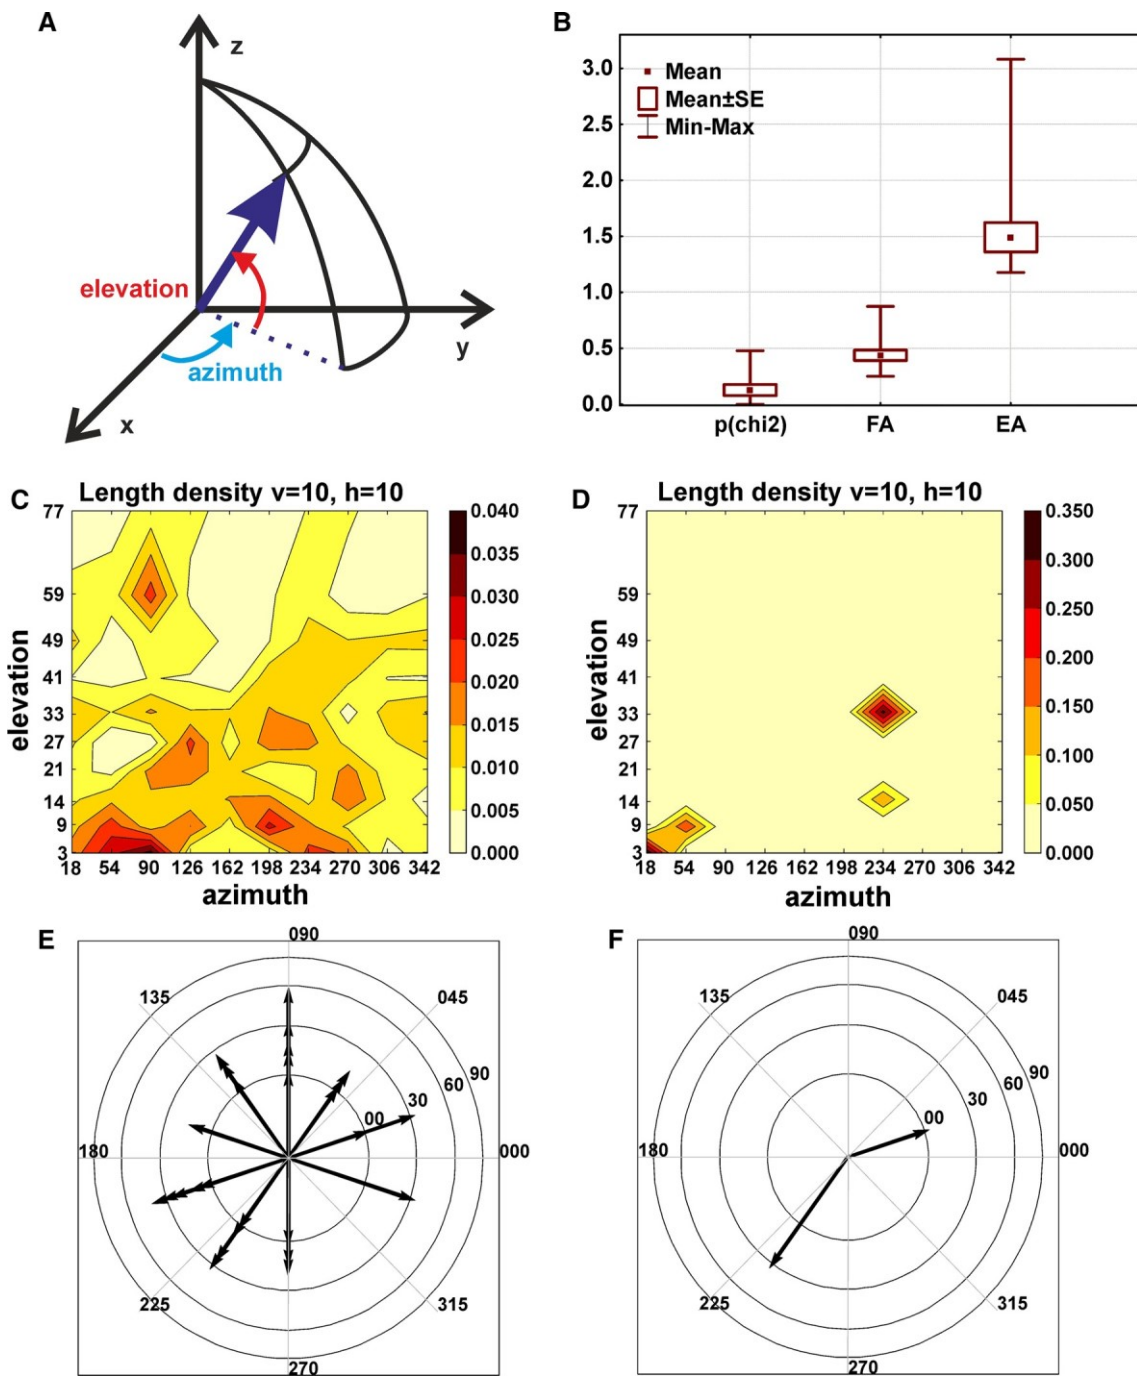 A
z
elevation
y
azimuth
x
B
3.0
2.5
2.0
1.5
1.0
0.5
0.0
Mean
Mean±SE
Min-Max
p(chi2) FA EA
C
Length density v=10, h=10
77
59
49
41
33
27
21
14
9
3
elevation
18 54 90 126 162 198 234 270 306 342
azimuth
0.040
0.035
0.030
0.025
0.020
0.015
0.010
0.005
0.000
D
Length density v=10, h=10
77
59
49
41
33
27
21
14
9
3
elevation
18 54 90 126 162 198 234 270 306 342
azimuth
0.350
0.300
0.250
0.200
0.150
0.100
0.050
0.000
E
090
135 045
90
60
30
00
180 000
225 315
270
F
090
135 045
90
60
30
00
180 000
225 315
270